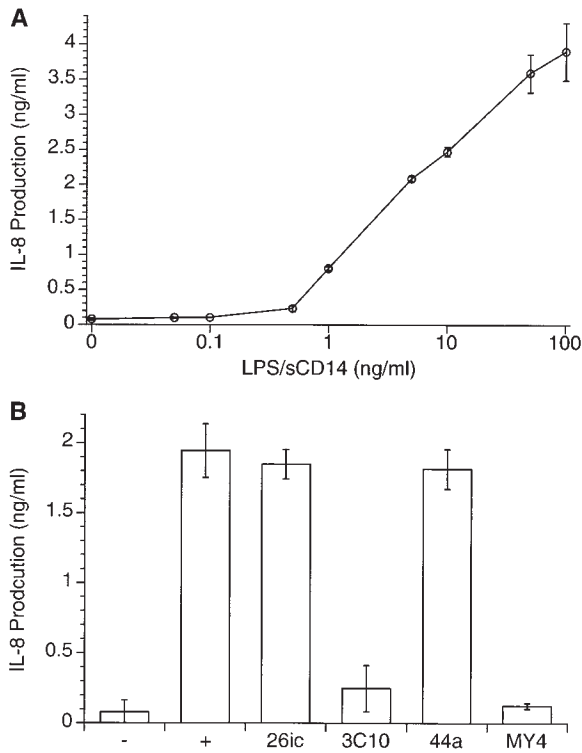 A
IL-8 Production (ng/ml)
4
3.5
3
2.5
2
1.5
1
0.5
0
0 0.1 1 10 100
LPS/sCD14 (ng/ml)
B
IL-8 Prodcution (ng/ml)
2
1.5
1
0.5
0
- + 26ic 3C10 44a MY4